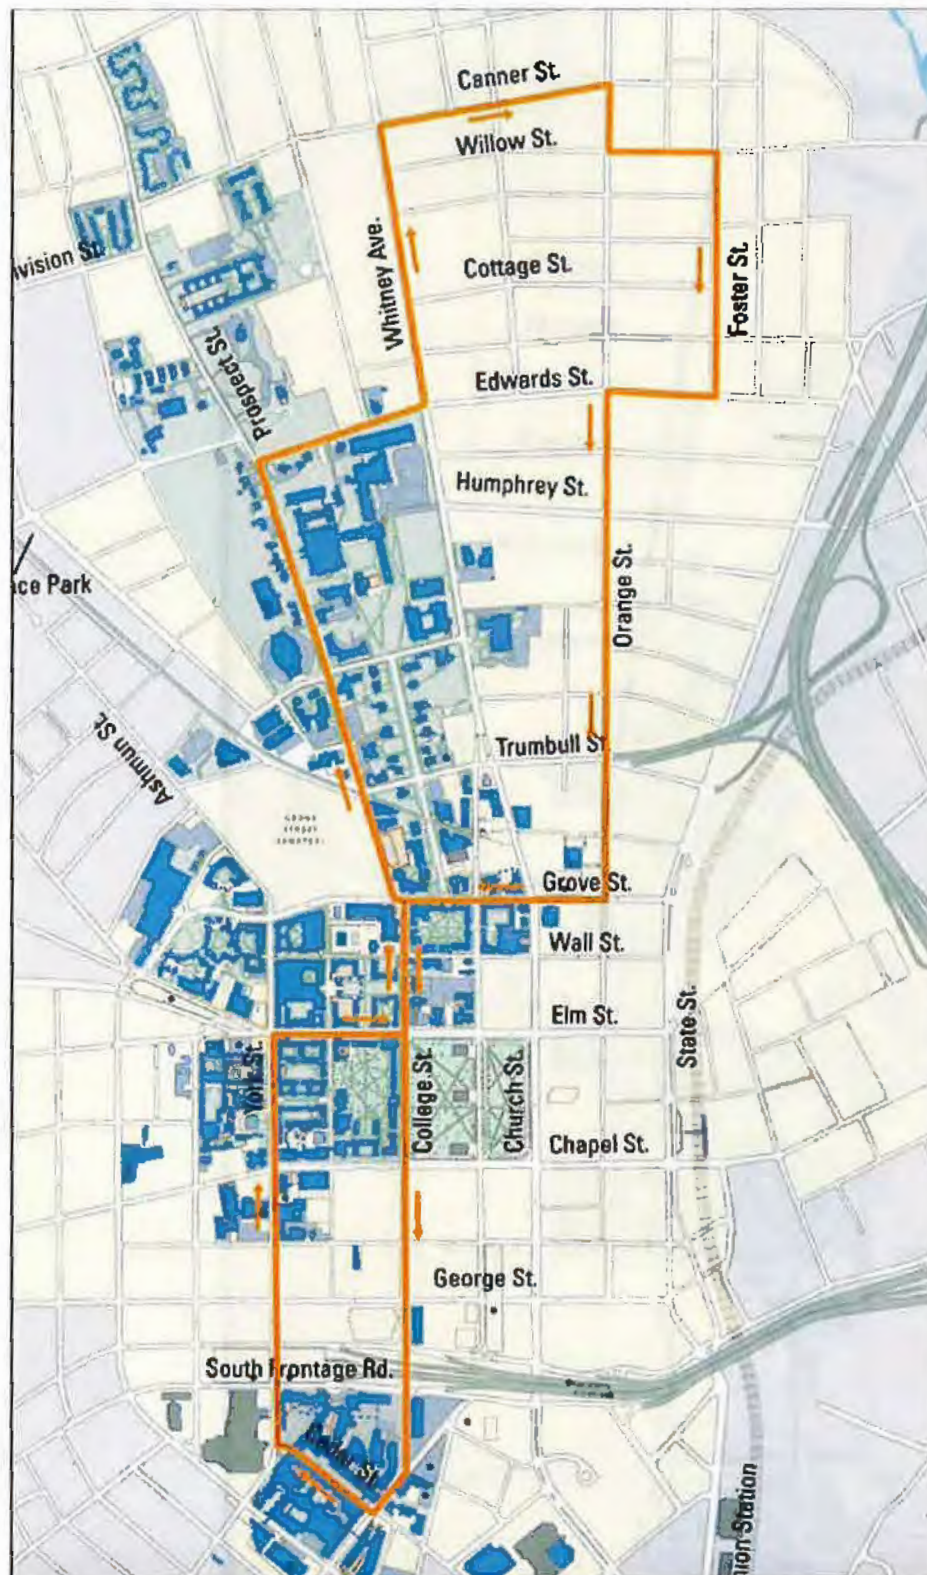 Canner St.
Willow St.
Whitney Ave.
Cottage St.
Foster St.
ivision St.
Prospect St.
Edwards St.
Humphrey St.
ace Park
Orange St.
Ashmun St.
Trumbull St
Grove St.
Wall St.
Elm St.
State St.
York St.
College St.
Church St.
Chapel St.
George St.
South Frontage Rd.
Cedar St.
nion Station